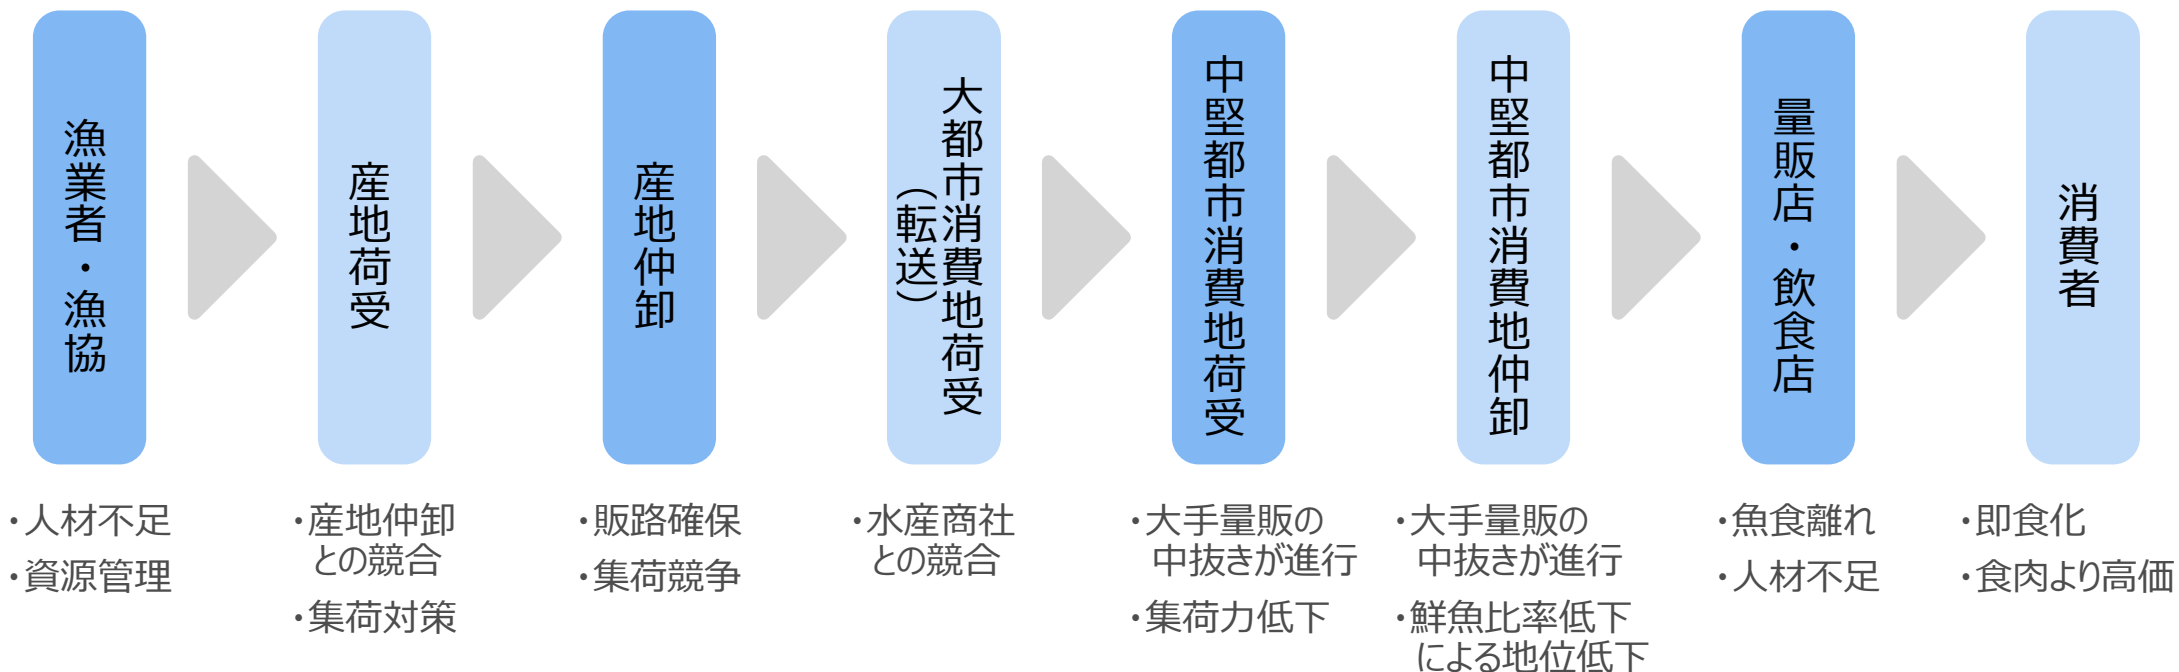 漁業者・漁協
産地荷受
産地仲卸
大都市消費地荷受
（転送）
中堅都市消費地荷受
中堅都市消費地仲卸
量販店・飲食店
消費者
・人材不足
・資源管理
・産地仲卸
との競合
・集荷対策
・販路確保
・集荷競争
・水産商社
との競合
・大手量販の
中抜きが進行
・集荷力低下
・大手量販の
中抜きが進行
・鮮魚比率低下
による地位低下
・魚食離れ
・人材不足
・即食化
・食肉より高価